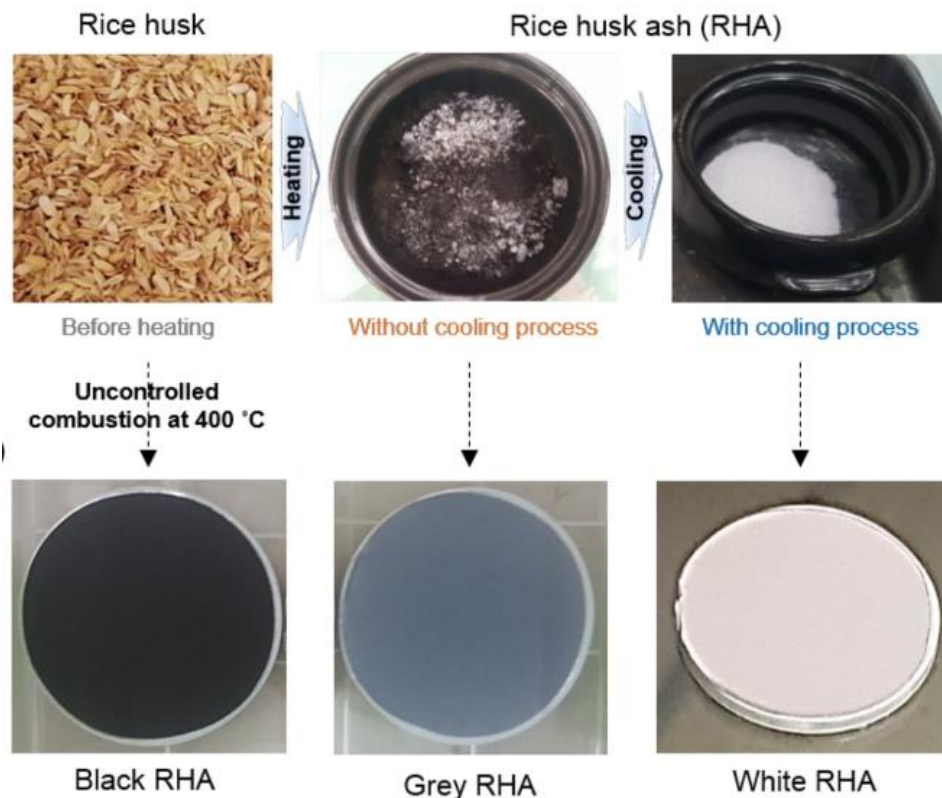 Rice husk
Rice husk ash (RHA)
Heating
Cooling
Before heating
Without cooling process
With cooling process
Uncontrolled
combustion at 400 ˚C
Black RHA
Grey RHA
White RHA